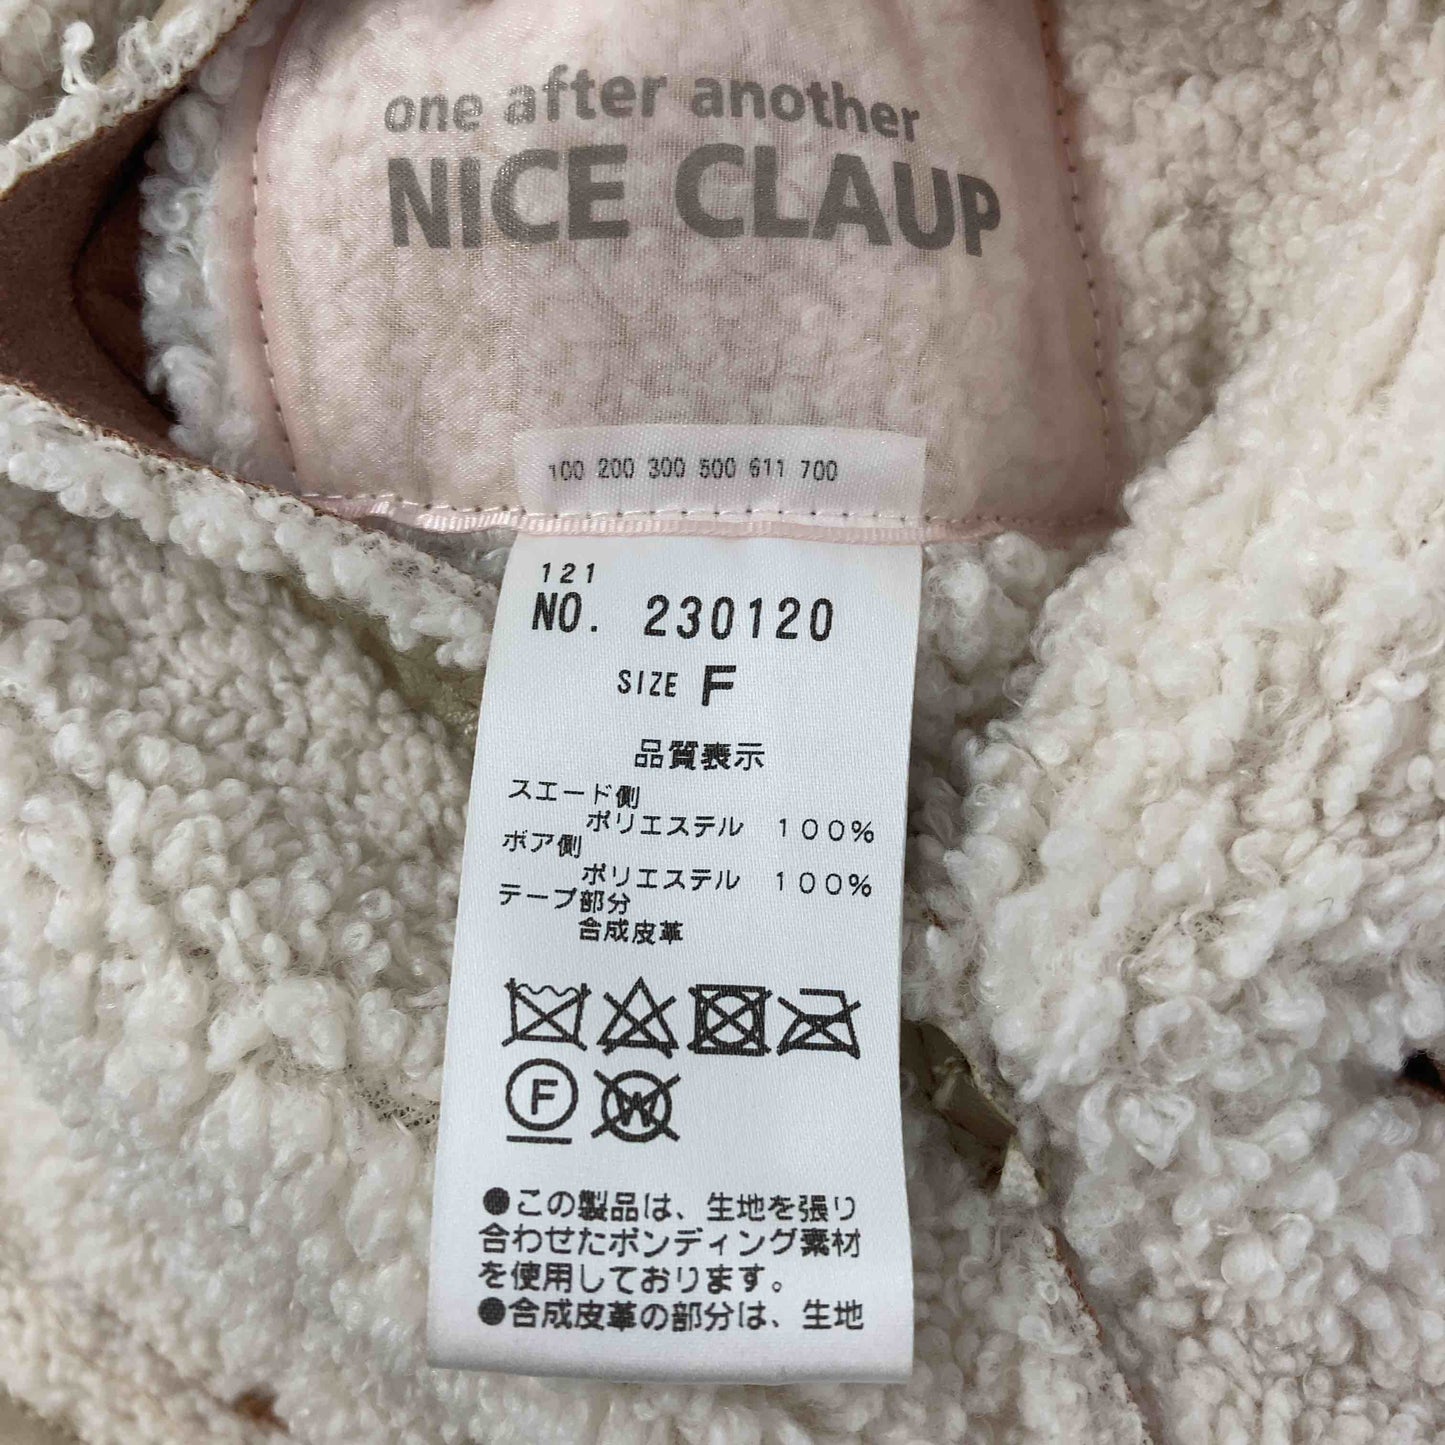 one after another
NICE CLAUP
100 200 300 500 611 700
121
NO. 230120
SIZE F
品質表示
スエード側
ポリエステル 100%
ボア側
ポリエステル 100%
テープ部分
合成皮革
F W
●この製品は、生地を張り
合わせたボンディング素材
を使用しております。
●合成皮革の部分は、生地